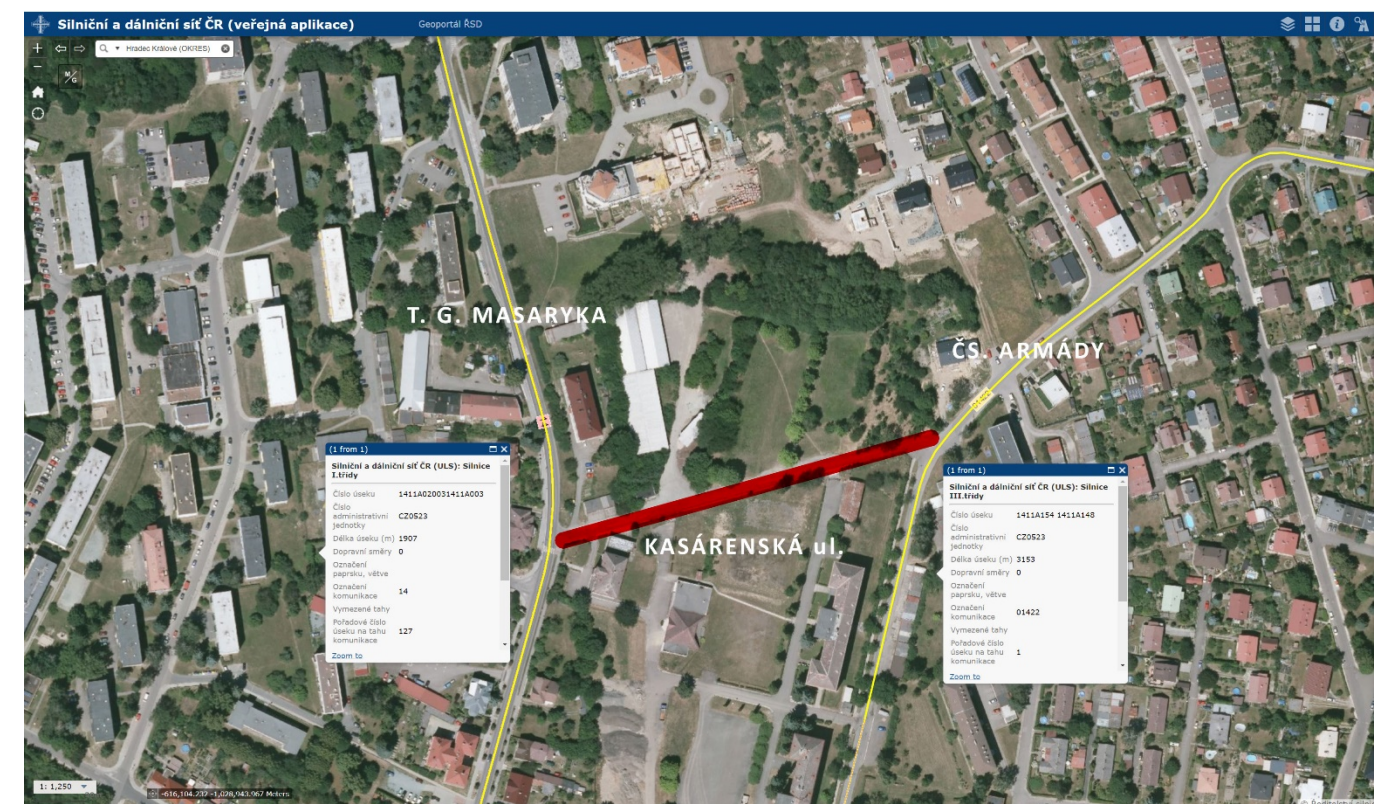 Silniční a dálniční síť ČR (veřejná aplikace)
Geoportál ŘSD
Hradec Králové (OKRES)
M/G
T. G. MASARYKA
ČS. ARMÁDY
KASÁRENSKÁ ul.
(1 from 1)
Silniční a dálniční síť ČR (ULS): Silnice
I.třídy
Číslo úseku 1411A020031411A003
Číslo
administrativní CZ0523
jednotky
Délka úseku (m) 1907
Dopravní směry 0
Označení
paprsku, větve
Označení
komunikace 14
Vymezené tahy
Pořadové číslo
úseku na tahu 127
komunikace
Zoom to
(1 from 1)
Silniční a dálniční síť ČR (ULS): Silnice
III.třídy
Číslo úseku 1411A154 1411A148
Číslo
administrativní CZ0523
jednotky
Délka úseku (m) 3153
Dopravní směry 0
Označení
paprsku, větve
Označení
komunikace 01422
Vymezené tahy
Pořadové číslo
úseku na tahu 1
komunikace
Zoom to
1: 1,250
-616,104.232 -1,028,943.967 Meters